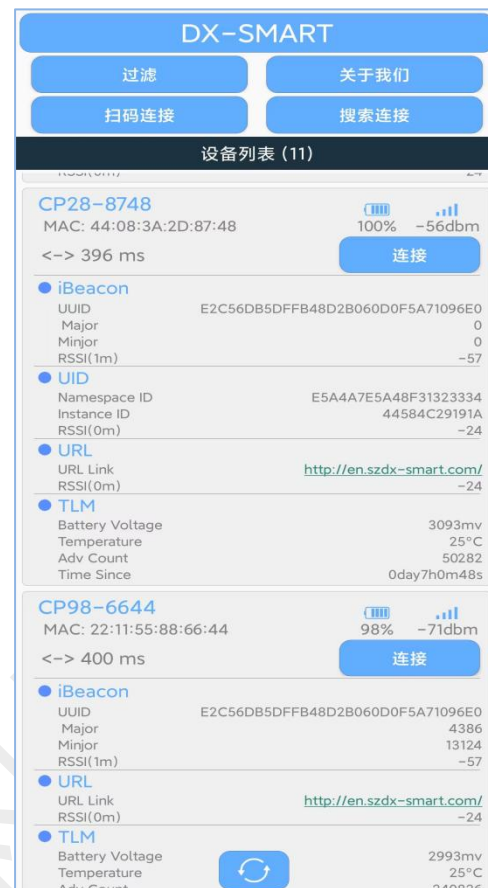 DX-SMART
过滤 关于我们
扫码连接 搜索连接
设备列表 (11)
RSSI(0m) -24
CP28-8748
MAC: 44:08:3A:2D:87:48 100% -56dbm
<-> 396 ms 连接
iBeacon
UUID E2C56DB5DFFB48D2B060D0F5A71096E0
Major 0
Minjor 0
RSSI(1m) -57
UID
Namespace ID E5A4A7E5A48F31323334
Instance ID 44584C29191A
RSSI(0m) -24
URL
URL Link http://en.szdx-smart.com/
RSSI(0m) -24
TLM
Battery Voltage 3093mv
Temperature 25°C
Adv Count 50282
Time Since 0day7h0m48s
CP98-6644
MAC: 22:11:55:88:66:44 98% -71dbm
<-> 400 ms 连接
iBeacon
UUID E2C56DB5DFFB48D2B060D0F5A71096E0
Major 4386
Minjor 13124
RSSI(1m) -57
URL
URL Link http://en.szdx-smart.com/
RSSI(0m) -24
TLM
Battery Voltage 2993mv
Temperature 25°C
Adv Count